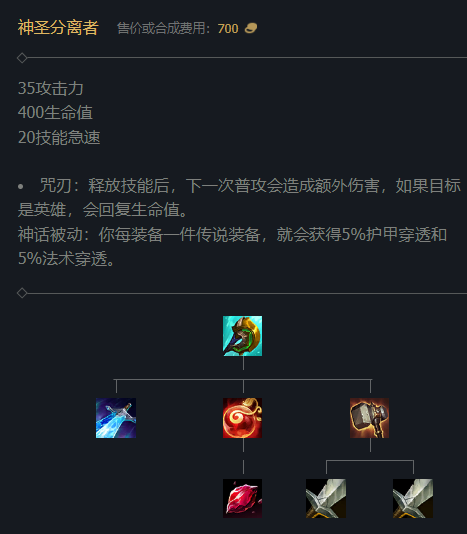 神圣分离者 售价或合成费用：700
35攻击力
400生命值
20技能急速
• 咒刃：释放技能后，下一次普攻会造成额外伤害，如果目标
是英雄，会回复生命值。
神话被动：你每装备一件传说装备，就会获得5%护甲穿透和
5%法术穿透。